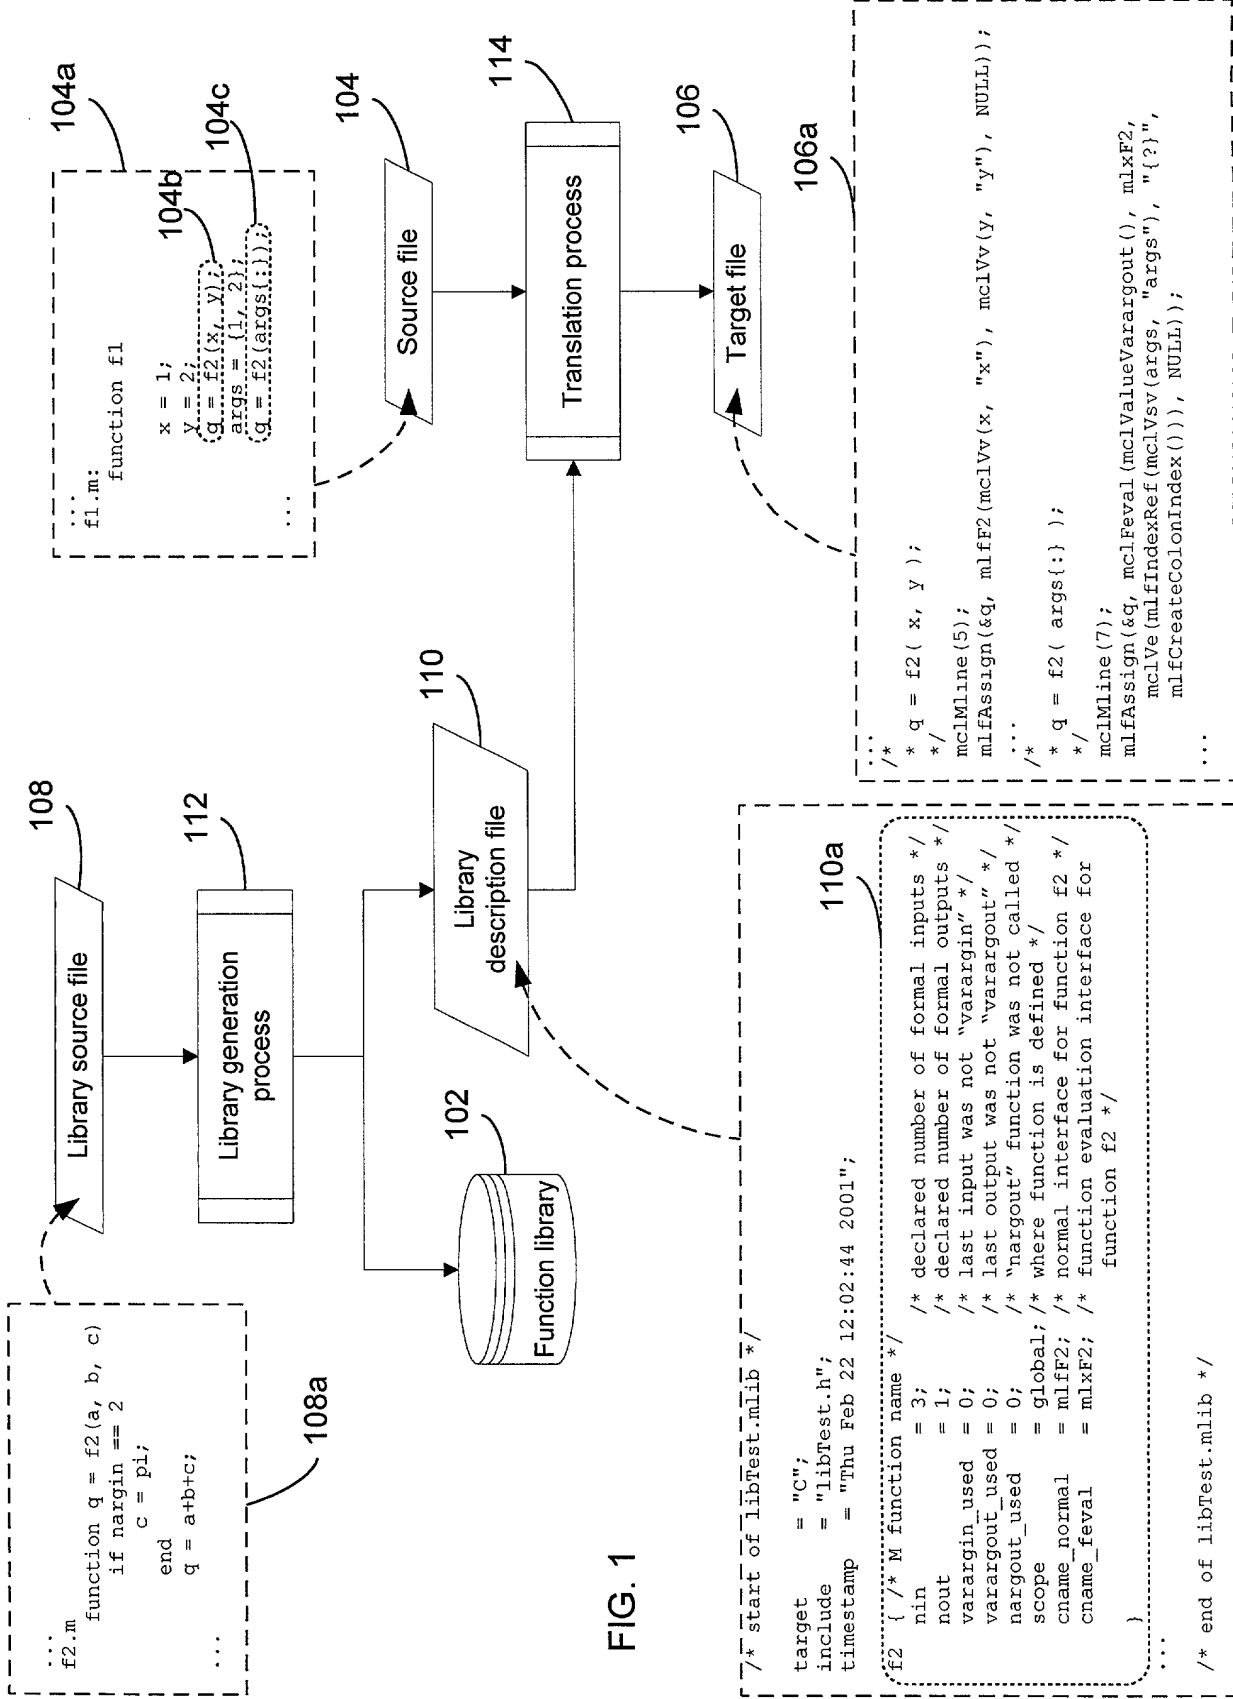 ...
f2.m
function q = f2(a, b, c)
if nargin == 2
c = pi;
end
q = a+b+c;
...
108a
Library source file
108
Library generation
process
112
Function library
102
Library
description file
110
...
f1.m:
function f1
x = 1;
y = 2;
q = f2(x, y);
args = {1, 2};
q = f2(args{:});
...
104a
104b
104c
Source file
104
Translation process
114
Target file
106
FIG. 1
/* start of libTest.mlib */
target = "C";
include = "libTest.h";
timestamp = "Thu Feb 22 12:02:44 2001";
110a
f2 { /* M function name */
nin = 3; /* declared number of formal inputs */
nout = 1; /* declared number of formal outputs */
varargin_used = 0; /* last input was not "varargin" */
varargout_used = 0; /* last output was not "varargout" */
nargout_used = 0; /* "nargout" function was not called */
scope = global; /* where function is defined */
cname_normal = mlfF2; /* normal interface for function f2 */
cname_feval = mlxF2; /* function evaluation interface for
function f2 */
}
...
/* end of libTest.mlib */
106a
...
/*
* q = f2( x, y );
*/
mclMline(5);
mlfAssign(&q, mlfF2(mclVv(x, "x"), mclVv(y, "y"), NULL));
...
/*
* q = f2( args{:} );
*/
mclMline(7);
mlfAssign(&q, mclFeval(mclValueVarargout(), mlxF2,
mclVe(mlfIndexRef(mclVsv(args, "args"), "{?}",
mlfCreateColonIndex())), NULL));
...